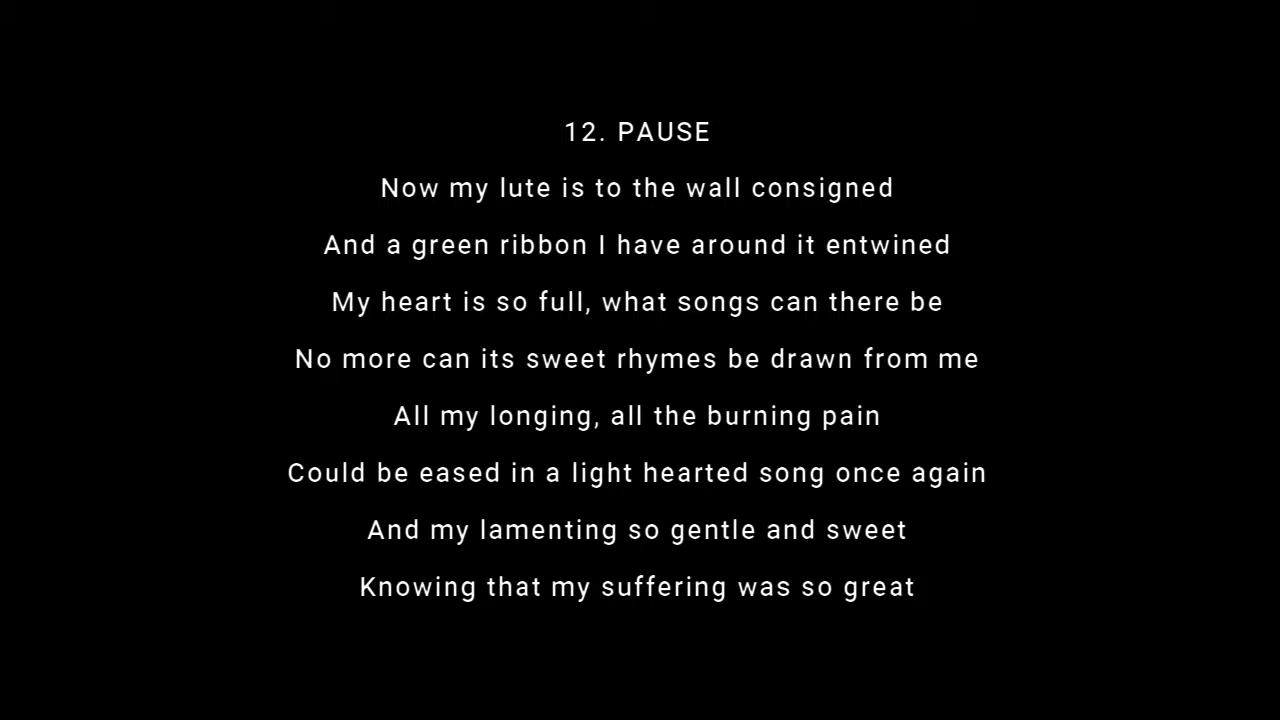 12. PAUSE
Now my lute is to the wall consigned
And a green ribbon I have around it entwined
My heart is so full, what songs can there be
No more can its sweet rhymes be drawn from me
All my longing, all the burning pain
Could be eased in a light hearted song once again
And my lamenting so gentle and sweet
Knowing that my suffering was so great